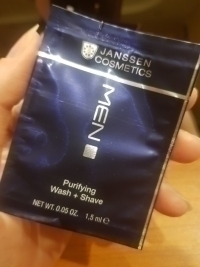 JANSSEN
COSMETICS
MEN
Purifying
Wash + Shave
NET WT. 0.05 OZ. 1.5 ml e